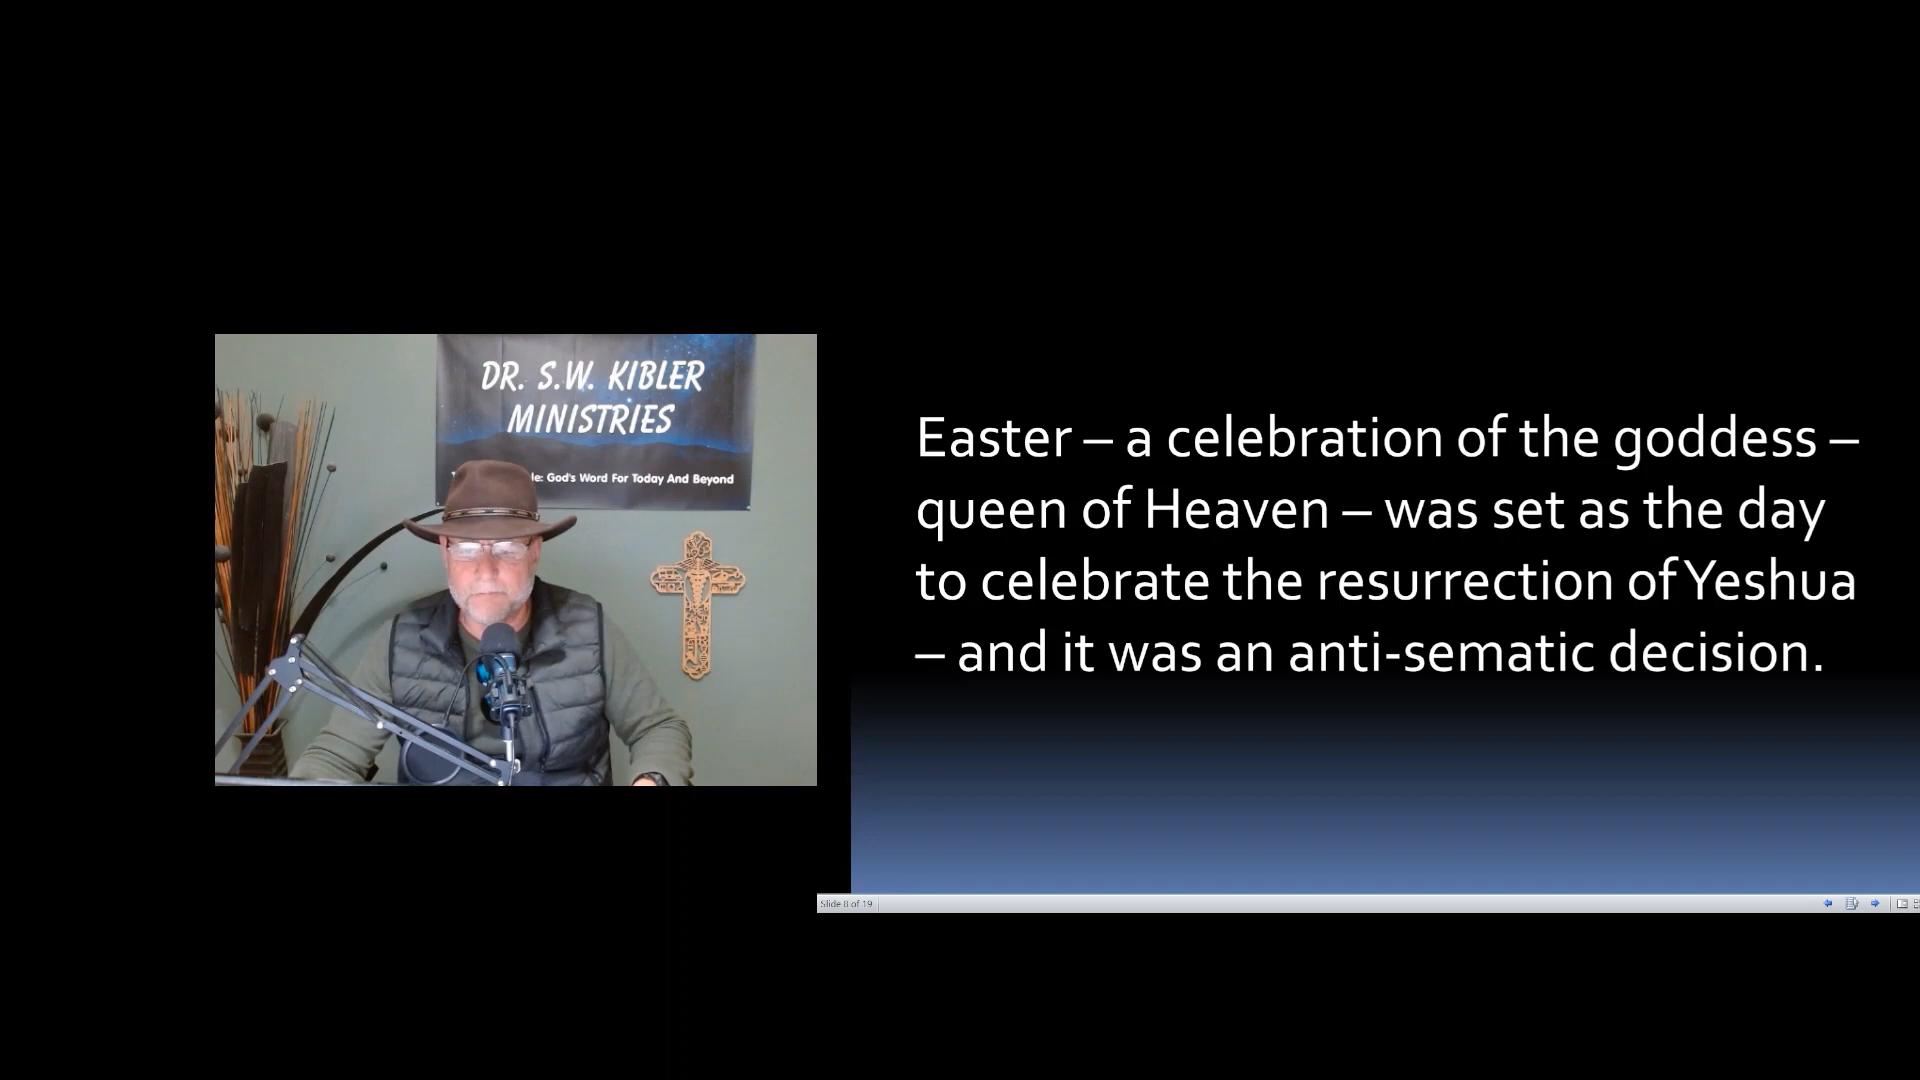 DR. S.W. KIBLER
MINISTRIES
God's Word For Today And Beyond
Easter – a celebration of the goddess –
queen of Heaven – was set as the day
to celebrate the resurrection of Yeshua
– and it was an anti-sematic decision.
Slide 8 of 19